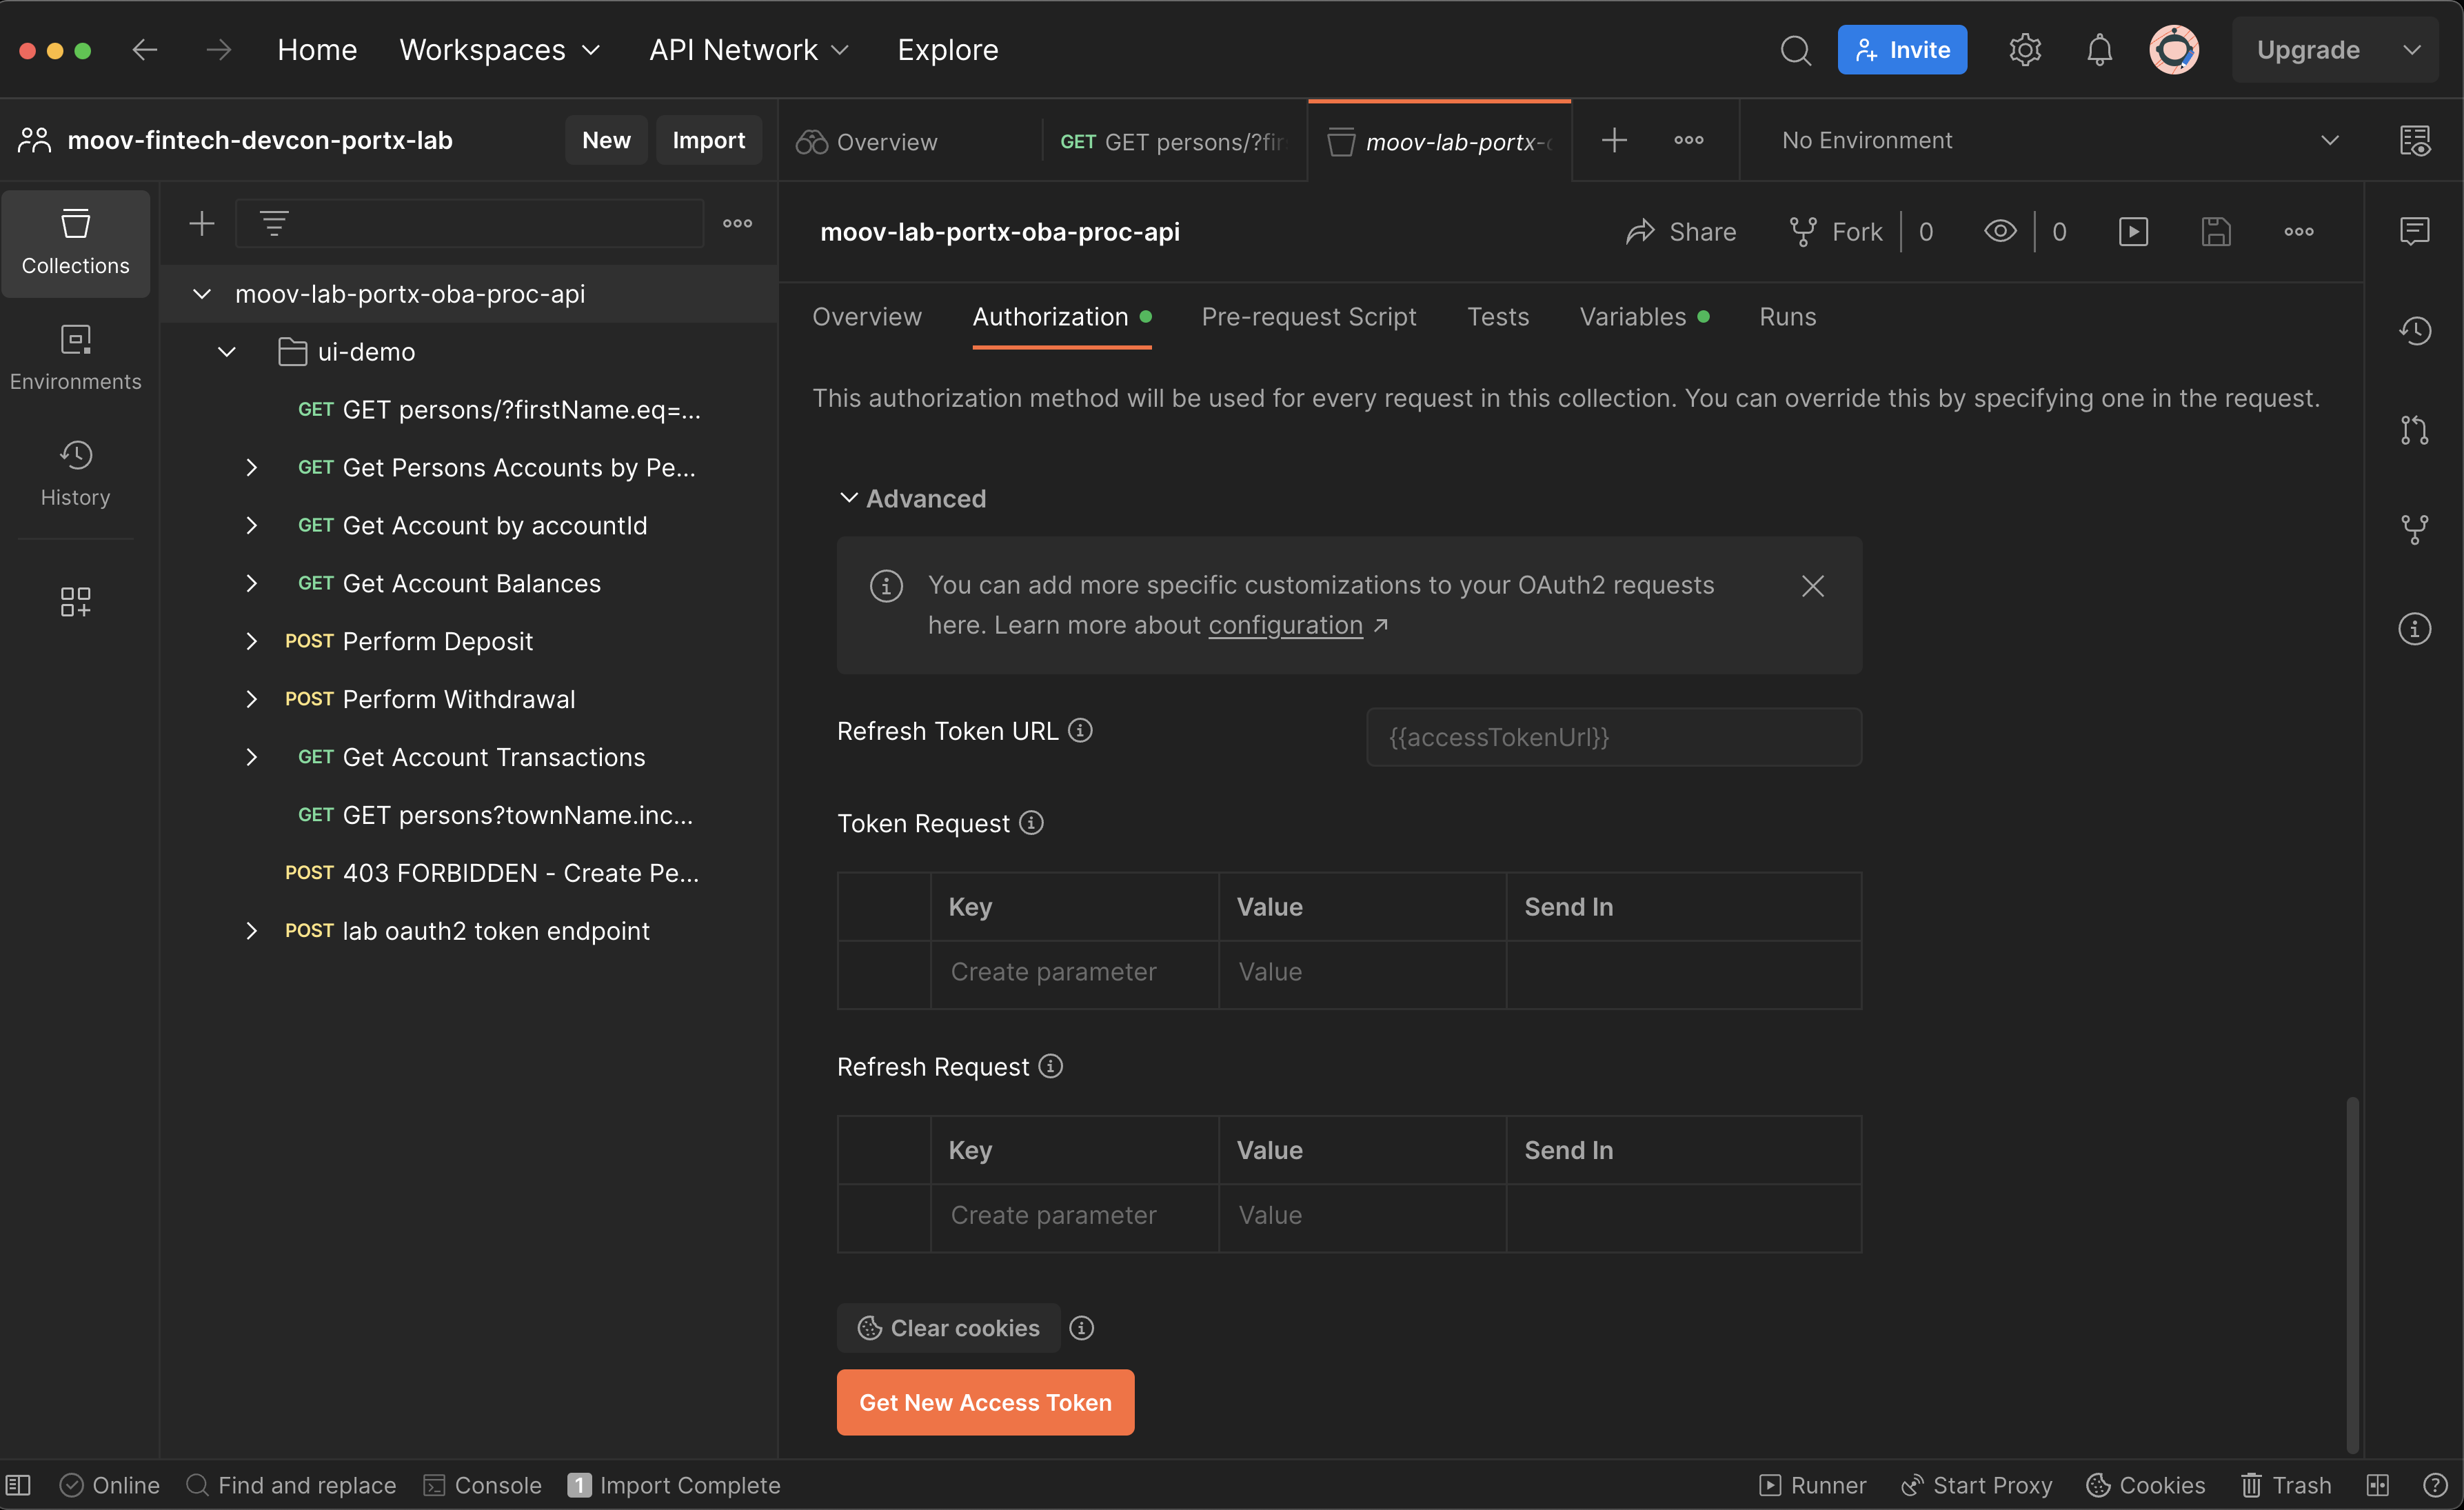 Home
Workspaces
API Network
Explore
Invite
Upgrade
moov-fintech-devcon-portx-lab
New
Import
Overview
GET GET persons/?fir
moov-lab-portx-
No Environment
Collections
Environments
History
moov-lab-portx-oba-proc-api
ui-demo
GET GET persons/?firstName.eq=...
GET Get Persons Accounts by Pe...
GET Get Account by accountId
GET Get Account Balances
POST Perform Deposit
POST Perform Withdrawal
GET Get Account Transactions
GET GET persons?townName.inc...
POST 403 FORBIDDEN - Create Pe...
POST lab oauth2 token endpoint
moov-lab-portx-oba-proc-api
Share
Fork
0
0
Overview
Authorization
Pre-request Script
Tests
Variables
Runs
This authorization method will be used for every request in this collection. You can override this by specifying one in the request.
Advanced
You can add more specific customizations to your OAuth2 requests
here. Learn more about configuration
Refresh Token URL
{{accessTokenUrl}}
Token Request
Key Value Send In
Create parameter Value
Refresh Request
Key Value Send In
Create parameter Value
Clear cookies
Get New Access Token
Online
Find and replace
Console
1 Import Complete
Runner
Start Proxy
Cookies
Trash